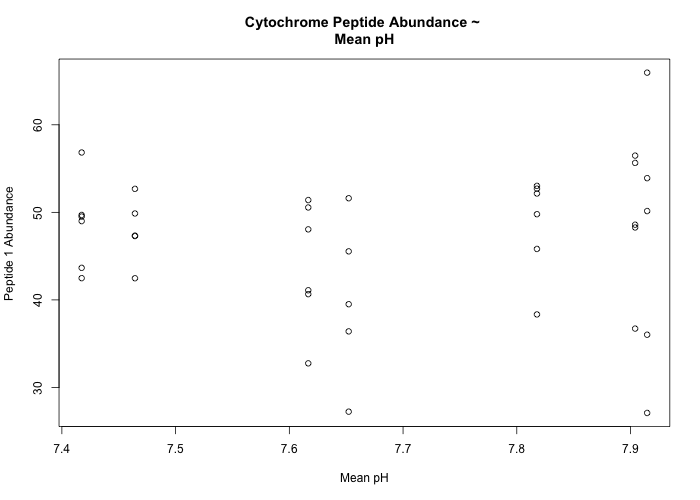 Cytochrome Peptide Abundance ~
Mean pH
Peptide 1 Abundance
60
50
40
30
7.4 7.5 7.6 7.7 7.8 7.9
Mean pH